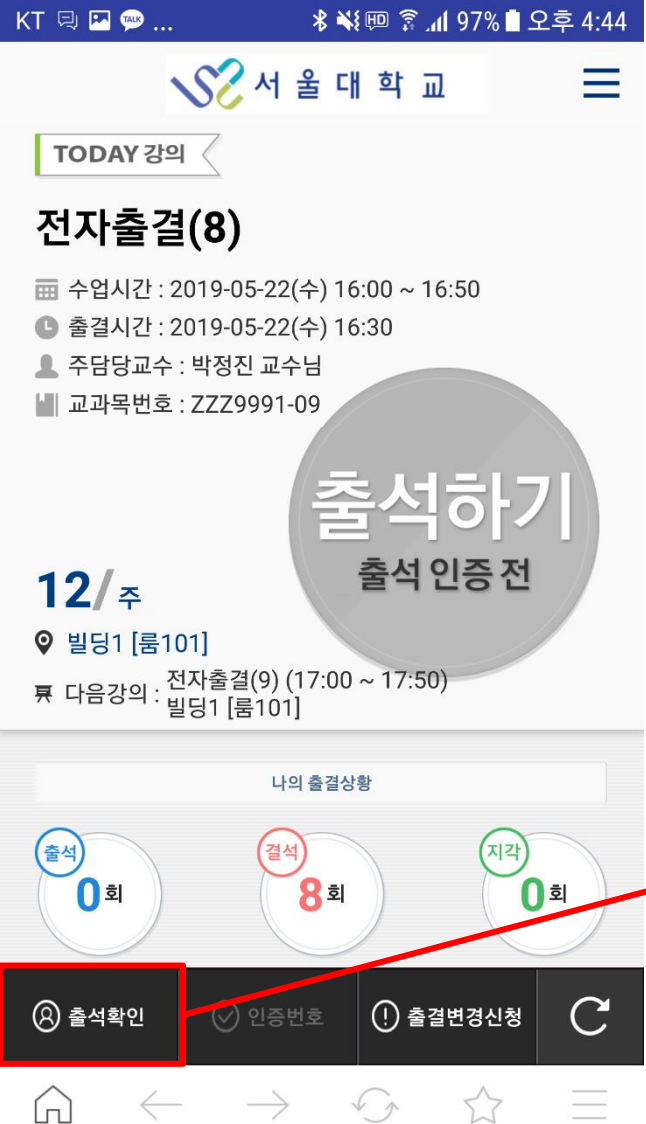 KT TALK ... HD 97% 오후 4:44
서울대학교
TODAY 강의
전자출결(8)
수업시간 : 2019-05-22(수) 16:00 ~ 16:50
출결시간 : 2019-05-22(수) 16:30
주담당교수 : 박정진 교수님
교과목번호 : ZZZ9991-09
출석하기
출석 인증 전
12/주
빌딩1 [룸101]
다음강의 : 전자출결(9) (17:00 ~ 17:50)
빌딩1 [룸101]
나의 출결상황
출석 결석 지각
0회 8회 0회
출석확인 인증번호 출결변경신청